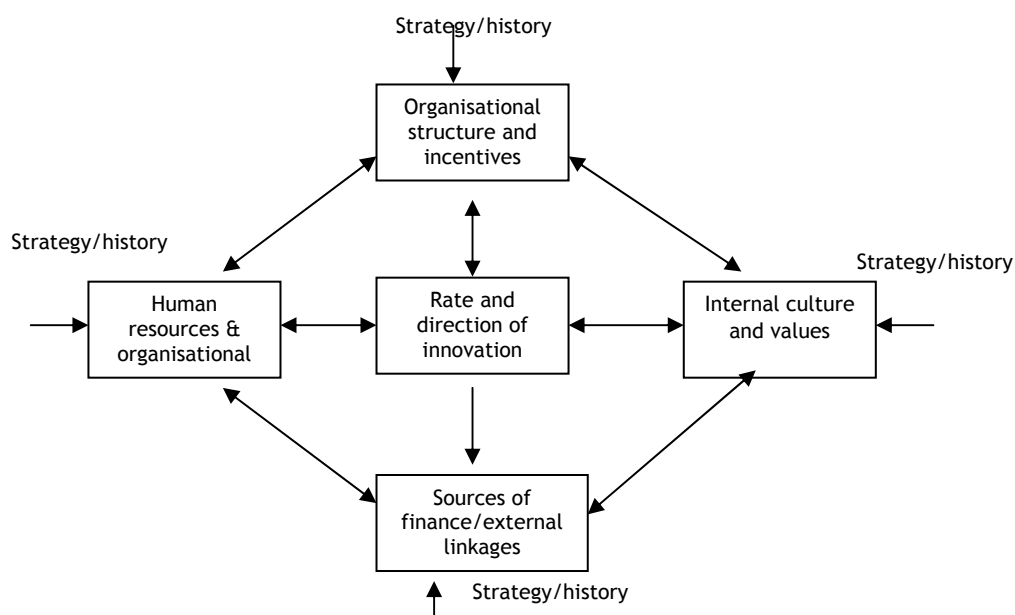 Strategy/history
Organisational
structure and
incentives
Strategy/history
Strategy/history
Human
resources &
organisational
Rate and
direction of
innovation
Internal culture
and values
Sources of
finance/external
linkages
Strategy/history